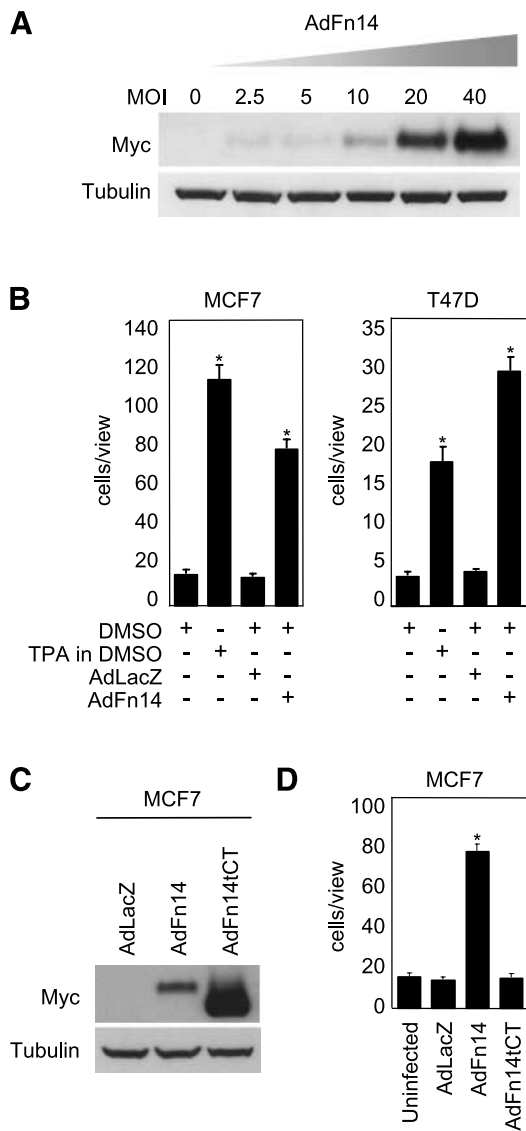 A
AdFn14
MOI 0 2.5 5 10 20 40
Myc
Tubulin
B
MCF7
cells/view
140
120
100
80
60
40
20
0
* *
T47D
cells/view
35
30
25
20
15
10
5
0
* *
DMSO + - + + + - + +
TPA in DMSO - + - - - + - -
AdLacZ - - + - - - + -
AdFn14 - - - + - - - +
C
MCF7
AdLacZ
AdFn14
AdFn14tCT
Myc
Tubulin
D
MCF7
cells/view
100
80
60
40
20
0
*
Uninfected
AdLacZ
AdFn14
AdFn14tCT